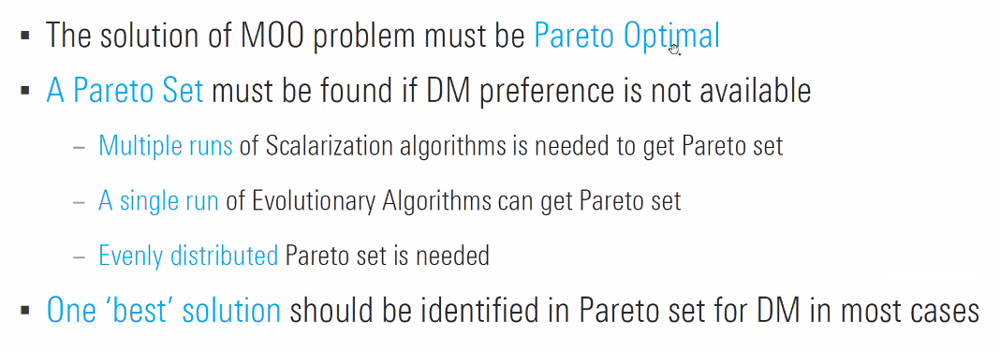 ▪ The solution of MOO problem must be Pareto Optimal
▪ A Pareto Set must be found if DM preference is not available
– Multiple runs of Scalarization algorithms is needed to get Pareto set
– A single run of Evolutionary Algorithms can get Pareto set
– Evenly distributed Pareto set is needed
▪ One ‘best’ solution should be identified in Pareto set for DM in most cases